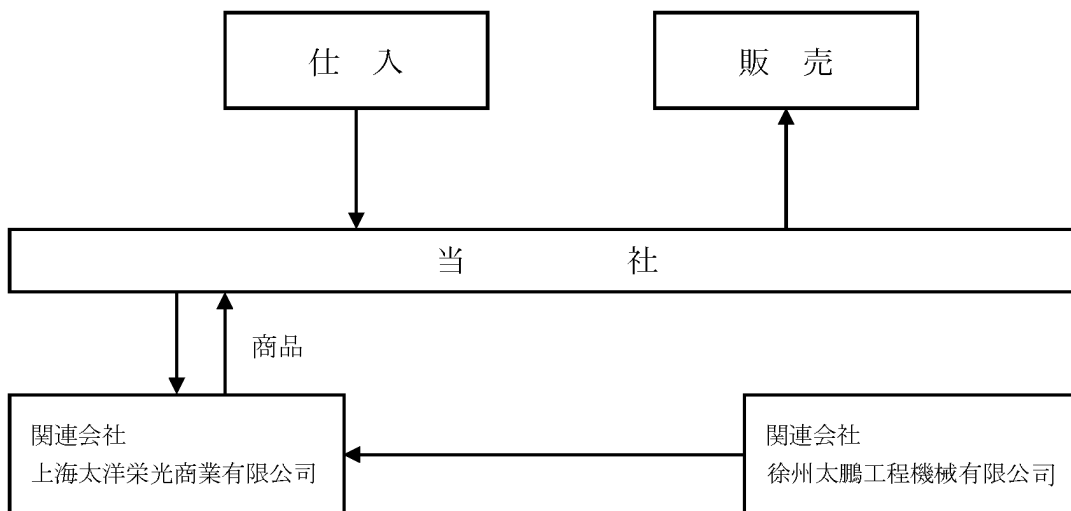 仕 入
販 売
当 社
商品
関連会社
上海太洋栄光商業有限公司
関連会社
徐州太鵬工程機械有限公司